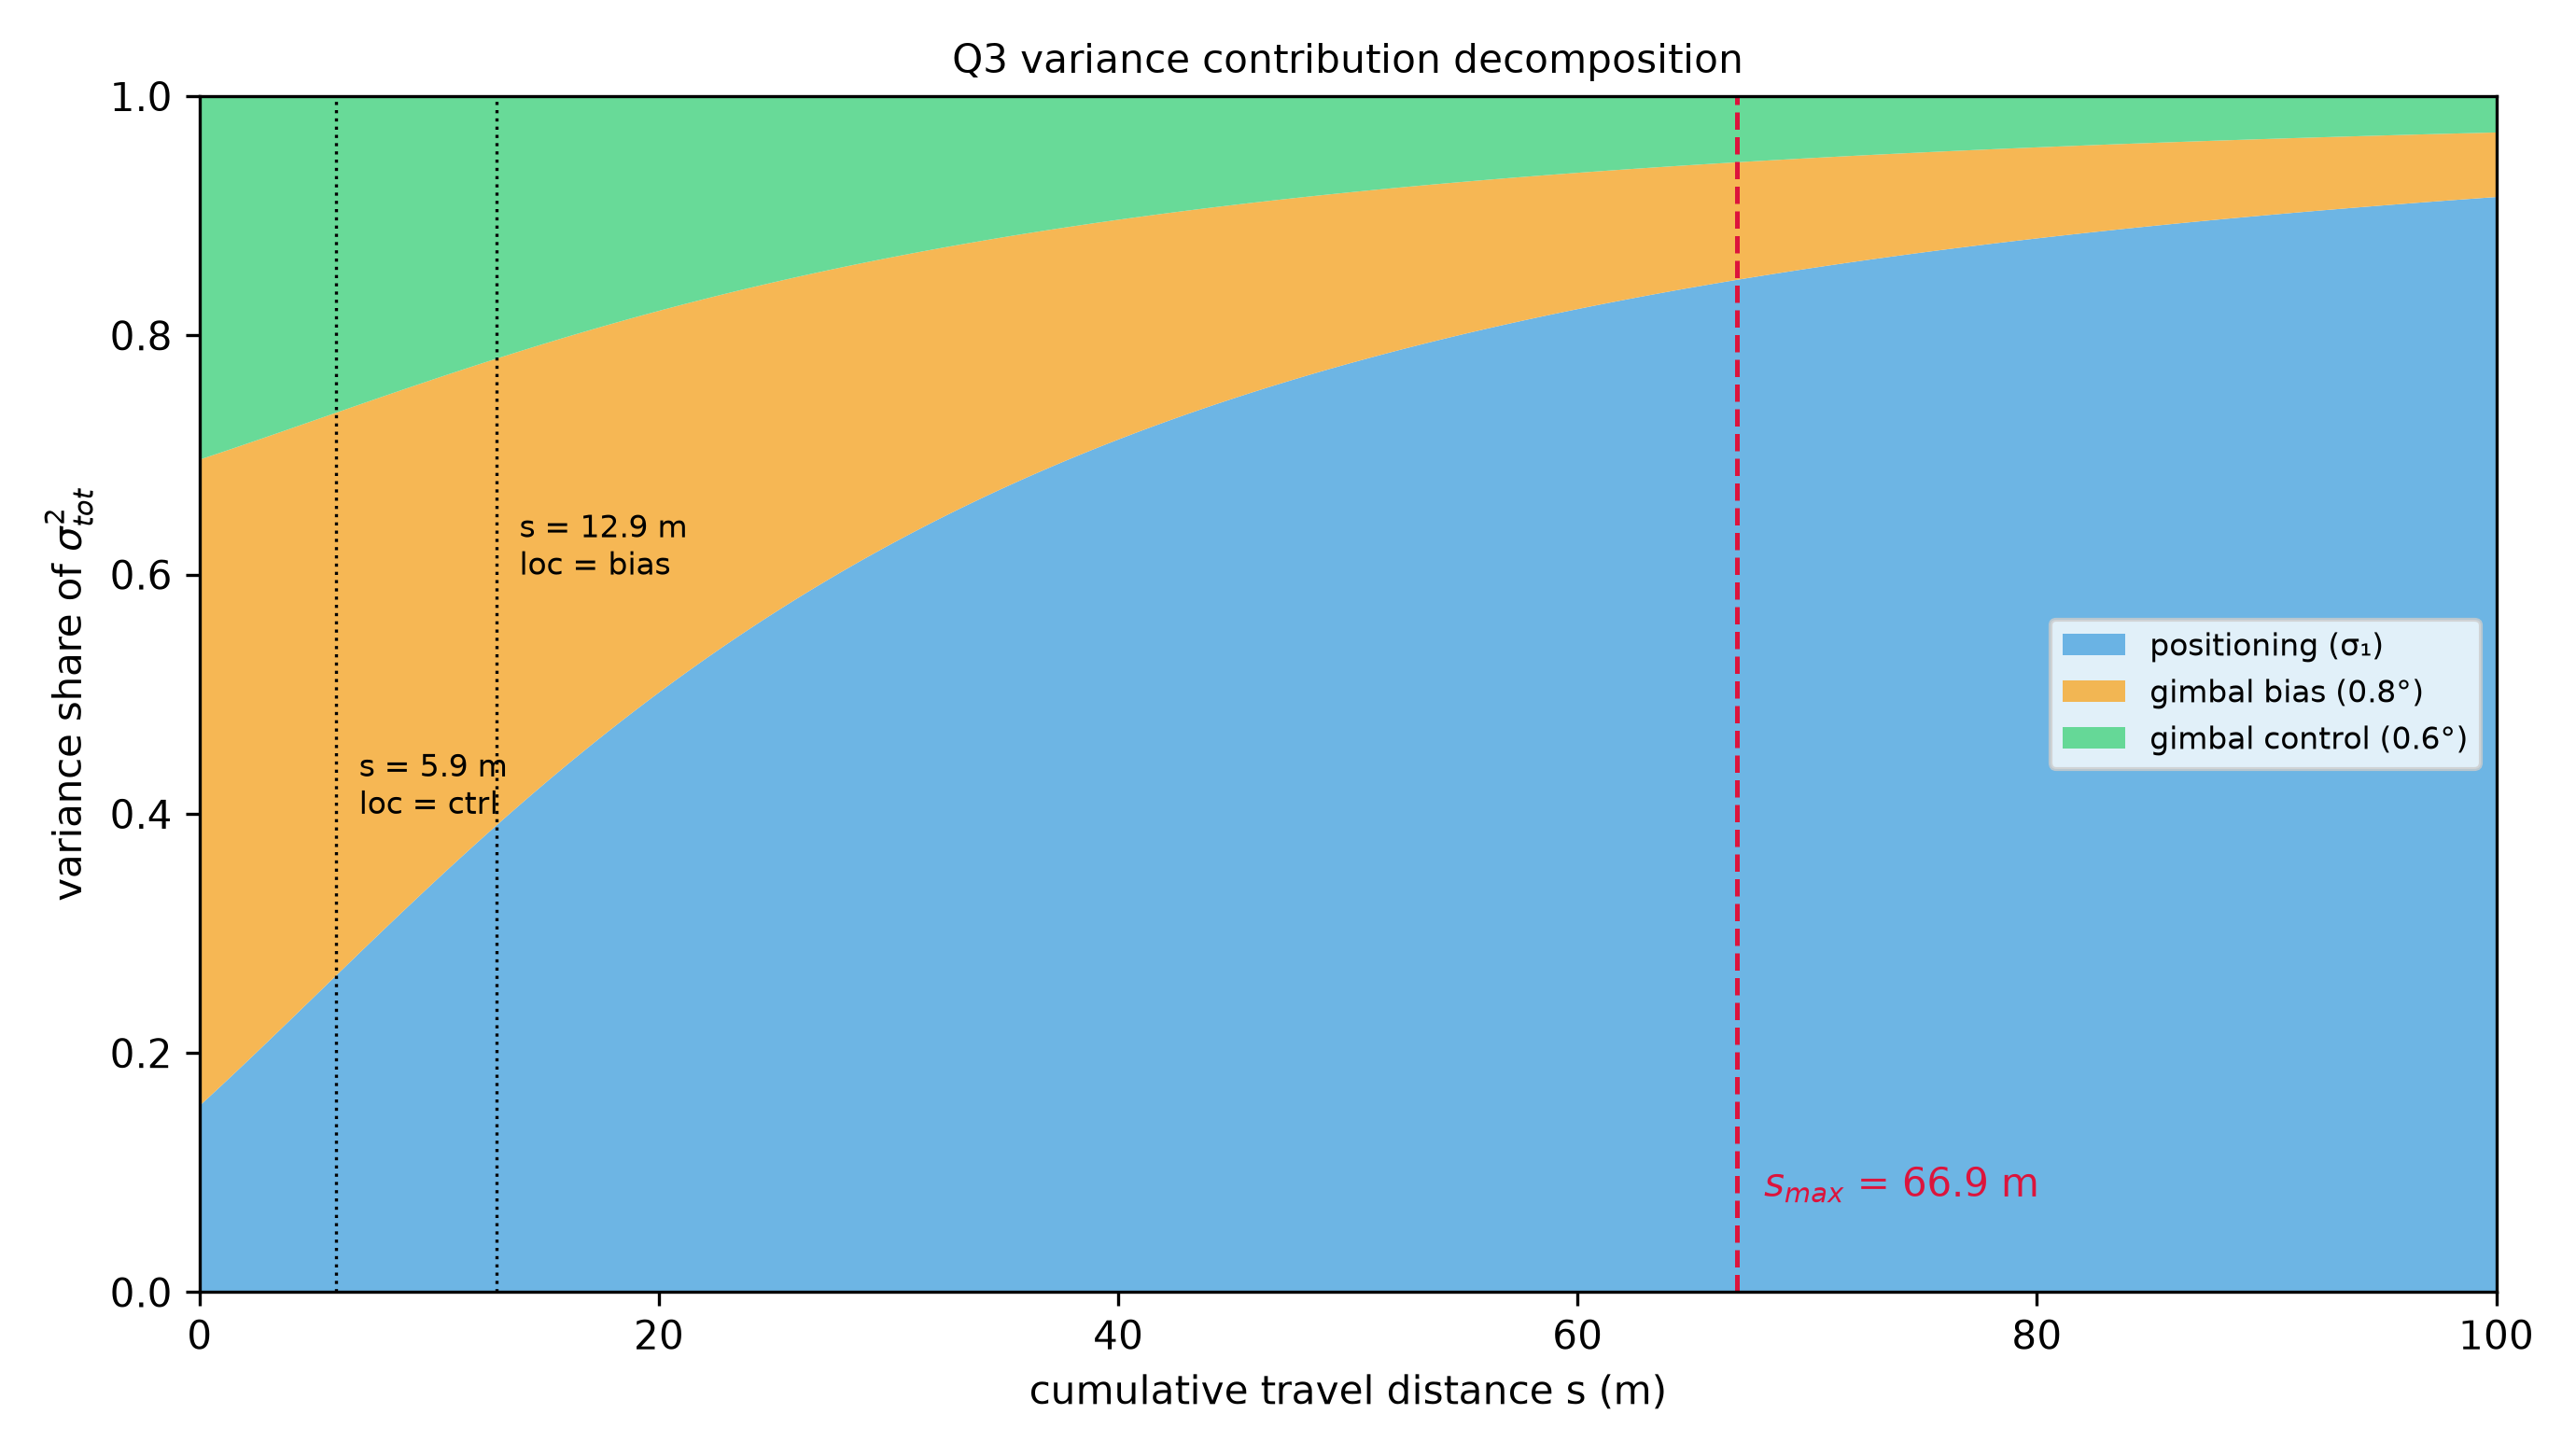 Q3 variance contribution decomposition
1.0
0.8
0.6
0.4
0.2
0.0
variance share of σ²tot
s = 12.9 m
loc = bias
s = 5.9 m
loc = ctrl
positioning (σ₁)
gimbal bias (0.8°)
gimbal control (0.6°)
smax = 66.9 m
0 20 40 60 80 100
cumulative travel distance s (m)